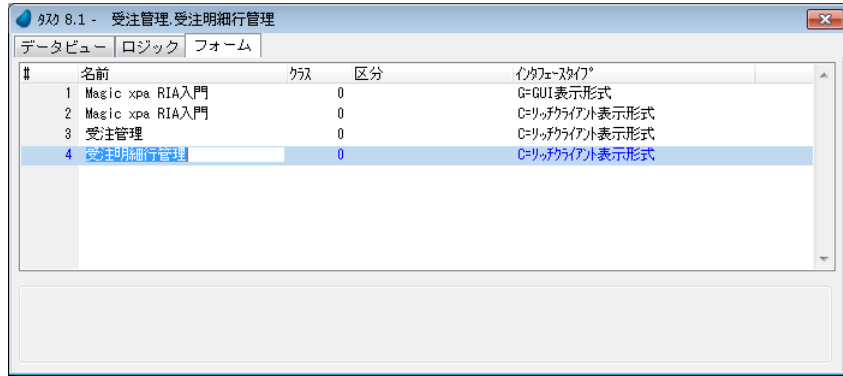 ﾀｽｸ 8.1 - 受注管理.受注明細行管理
データビュー ロジック フォーム
# 名前 ｸﾗｽ 区分 ｲﾝﾀﾌｪｰｽﾀｲﾌﾟ
1 Magic xpa RIA入門 0 G=GUI表示形式
2 Magic xpa RIA入門 0 C=ﾘｯﾁｸﾗｲｱﾝﾄ表示形式
3 受注管理 0 C=ﾘｯﾁｸﾗｲｱﾝﾄ表示形式
4 受注明細行管理 0 C=ﾘｯﾁｸﾗｲｱﾝﾄ表示形式